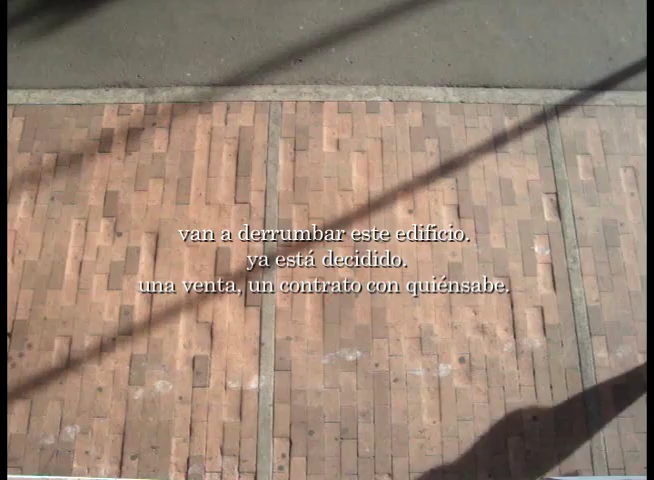 van a derrumbar este edificio.
ya está decidido.
una venta, un contrato con quiénsabe.